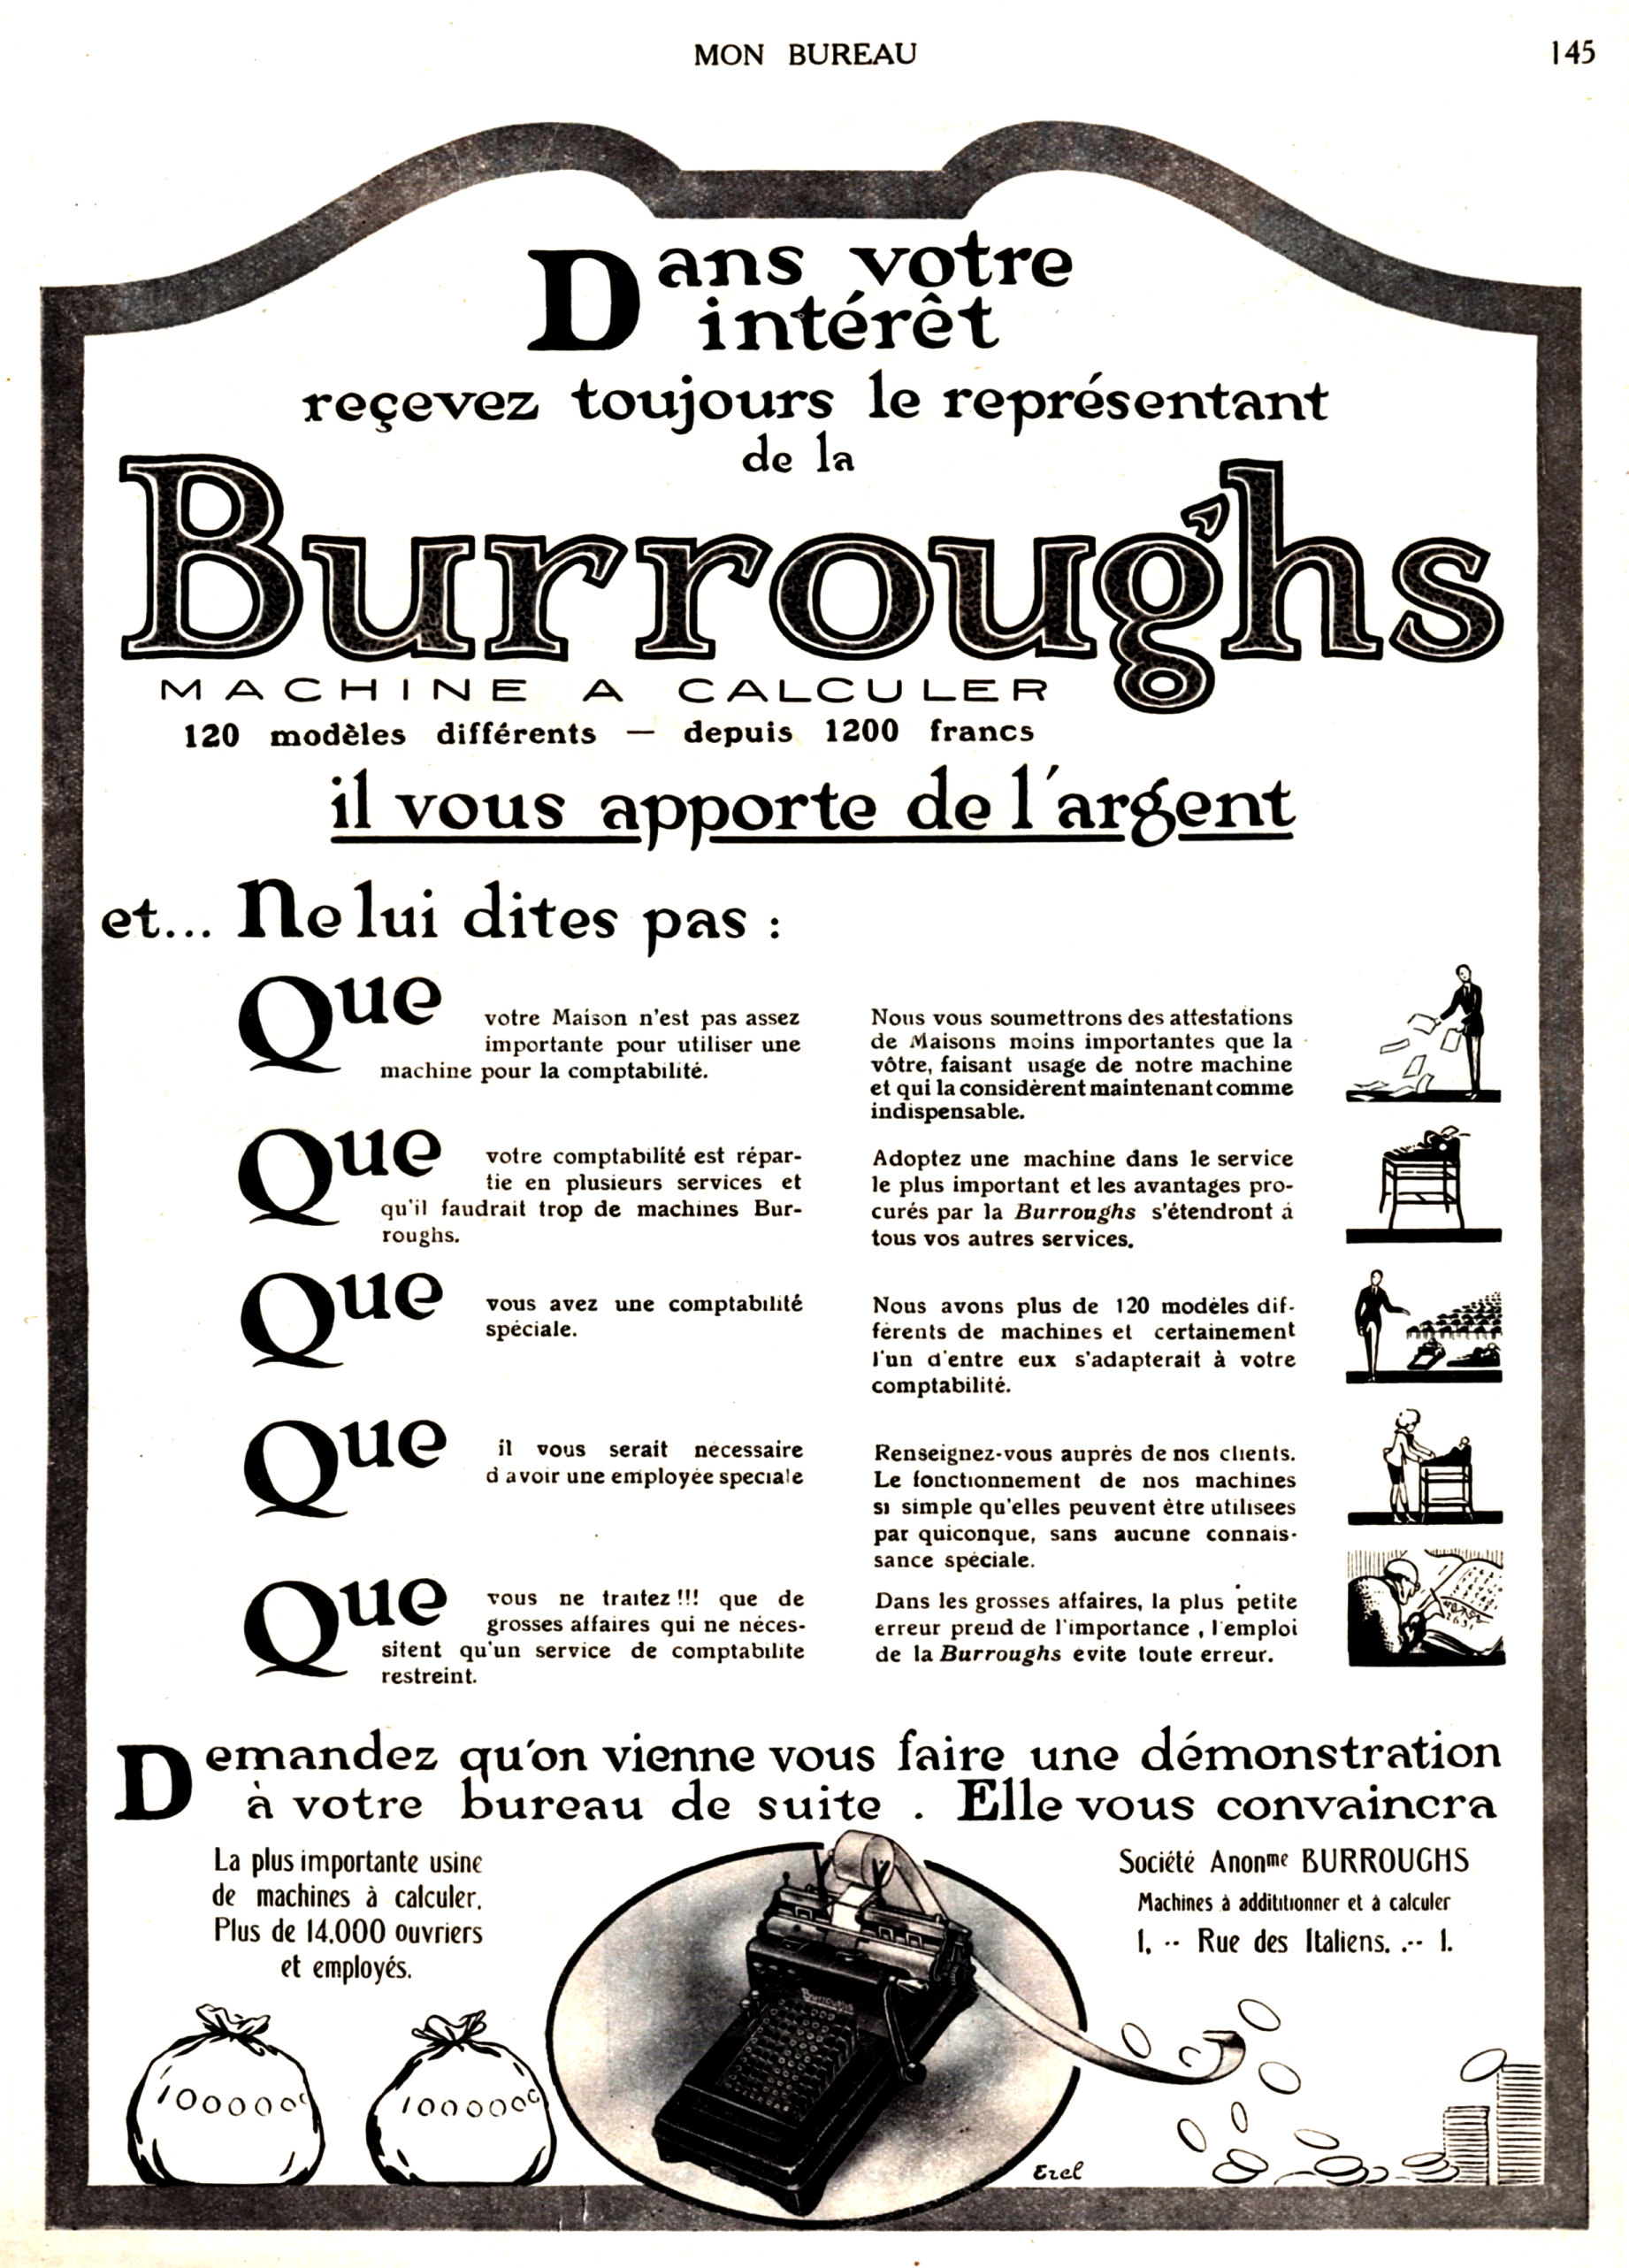 MON BUREAU
145
Dans votre
intérêt
reçevez toujours le représentant
de la
Burroughs
MACHINE A CALCULER
120 modèles différents — depuis 1200 francs
il vous apporte de l'argent
et... Ne lui dites pas :
Que votre Maison n'est pas assez
importante pour utiliser une
machine pour la comptabilité.
Nous vous soumettrons des attestations
de Maisons moins importantes que la
vôtre, faisant usage de notre machine
et qui la considèrent maintenant comme
indispensable.
Que votre comptabilité est répar-
tie en plusieurs services et
qu'il faudrait trop de machines Bur-
roughs.
Adoptez une machine dans le service
le plus important et les avantages pro-
curés par la Burroughs s'étendront à
tous vos autres services.
Que vous avez une comptabilité
spéciale.
Nous avons plus de 120 modèles dif-
férents de machines et certainement
l'un d'entre eux s'adapterait à votre
comptabilité.
Que il vous serait nécessaire
d avoir une employée speciale
Renseignez-vous auprès de nos clients.
Le fonctionnement de nos machines
si simple qu'elles peuvent être utilisees
par quiconque, sans aucune connais-
sance spéciale.
Que vous ne traitez !!! que de
grosses affaires qui ne néces-
sitent qu'un service de comptabilite
restreint.
Dans les grosses affaires, la plus petite
erreur prend de l'importance , l'emploi
de la Burroughs evite toute erreur.
Demandez qu'on vienne vous faire une démonstration
à votre bureau de suite . Elle vous convaincra
La plus importante usine
de machines à calculer.
Plus de 14.000 ouvriers
et employés.
Société Anonme BURROUGHS
Machines à addititionner et à calculer
1, -- Rue des Italiens. .-- 1.
Burroughs
100000
1000000
Erel